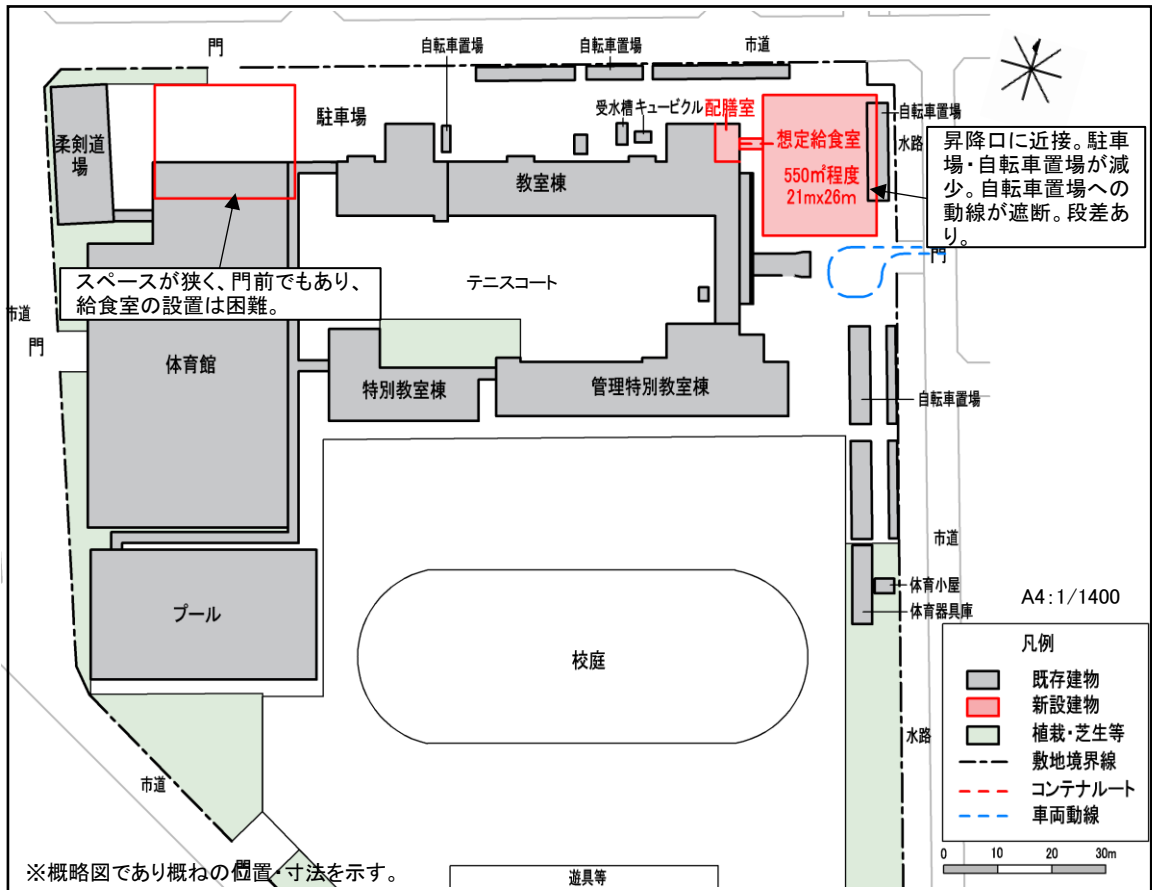 門
自転車置場
自転車置場
市道
柔剣道
場
駐車場
受水槽
キュービクル
配膳室
自転車置場
水路
想定給食室
550㎡程度
21mx26m
教室棟
昇降口に近接。駐車
場・自転車置場が減
少。自転車置場への
動線が遮断。段差あ
り。
門
スペースが狭く、門前でもあり、
給食室の設置は困難。
テニスコート
市道
門
体育館
特別教室棟
管理特別教室棟
自転車置場
市道
体育小屋
体育器具庫
A4：1/1400
プール
校庭
凡例
既存建物
新設建物
植栽・芝生等
敷地境界線
コンテナルート
車両動線
水路
市道
0 10 20 30m
門
※概略図であり概ねの位置・寸法を示す。
遊具等